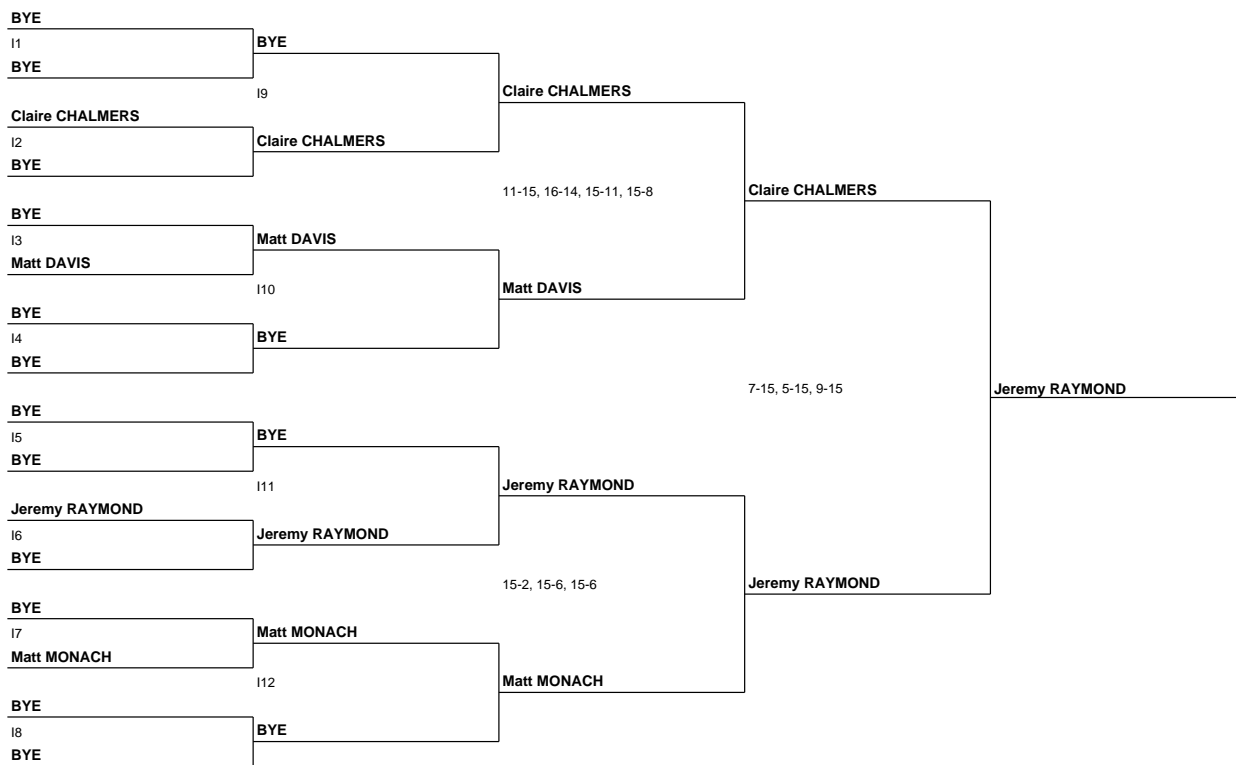 BYE
I1
BYE
BYE
I9
Claire CHALMERS
Claire CHALMERS
I2
Claire CHALMERS
BYE
11-15, 16-14, 15-11, 15-8
Claire CHALMERS
BYE
I3
Matt DAVIS
Matt DAVIS
I10
Matt DAVIS
BYE
I4
BYE
BYE
7-15, 5-15, 9-15
Jeremy RAYMOND
BYE
I5
BYE
BYE
I11
Jeremy RAYMOND
Jeremy RAYMOND
I6
Jeremy RAYMOND
BYE
15-2, 15-6, 15-6
Jeremy RAYMOND
BYE
I7
Matt MONACH
Matt MONACH
I12
Matt MONACH
BYE
I8
BYE
BYE